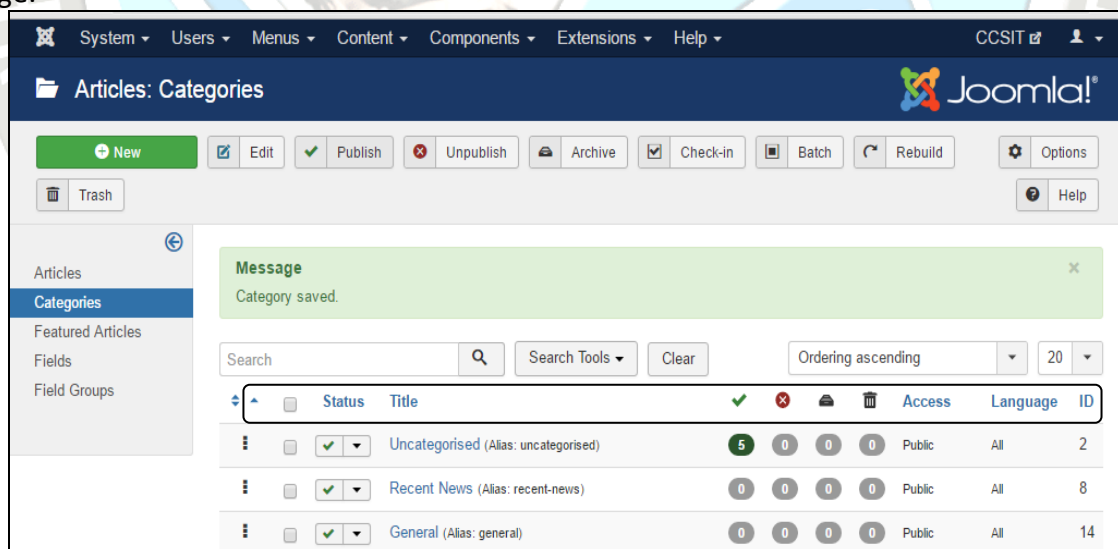 System Users Menus Content Components Extensions Help CCSIT
Articles: Categories Joomla!®
New Edit Publish Unpublish Archive Check-in Batch Rebuild Options
Trash Help
Articles
Categories
Featured Articles
Fields
Field Groups
Message ×
Category saved.
Search Search Tools Clear Ordering ascending 20
Status Title Access Language ID
Uncategorised (Alias: uncategorised) 5 0 0 0 Public All 2
Recent News (Alias: recent-news) 0 0 0 0 Public All 8
General (Alias: general) 0 0 0 0 Public All 14